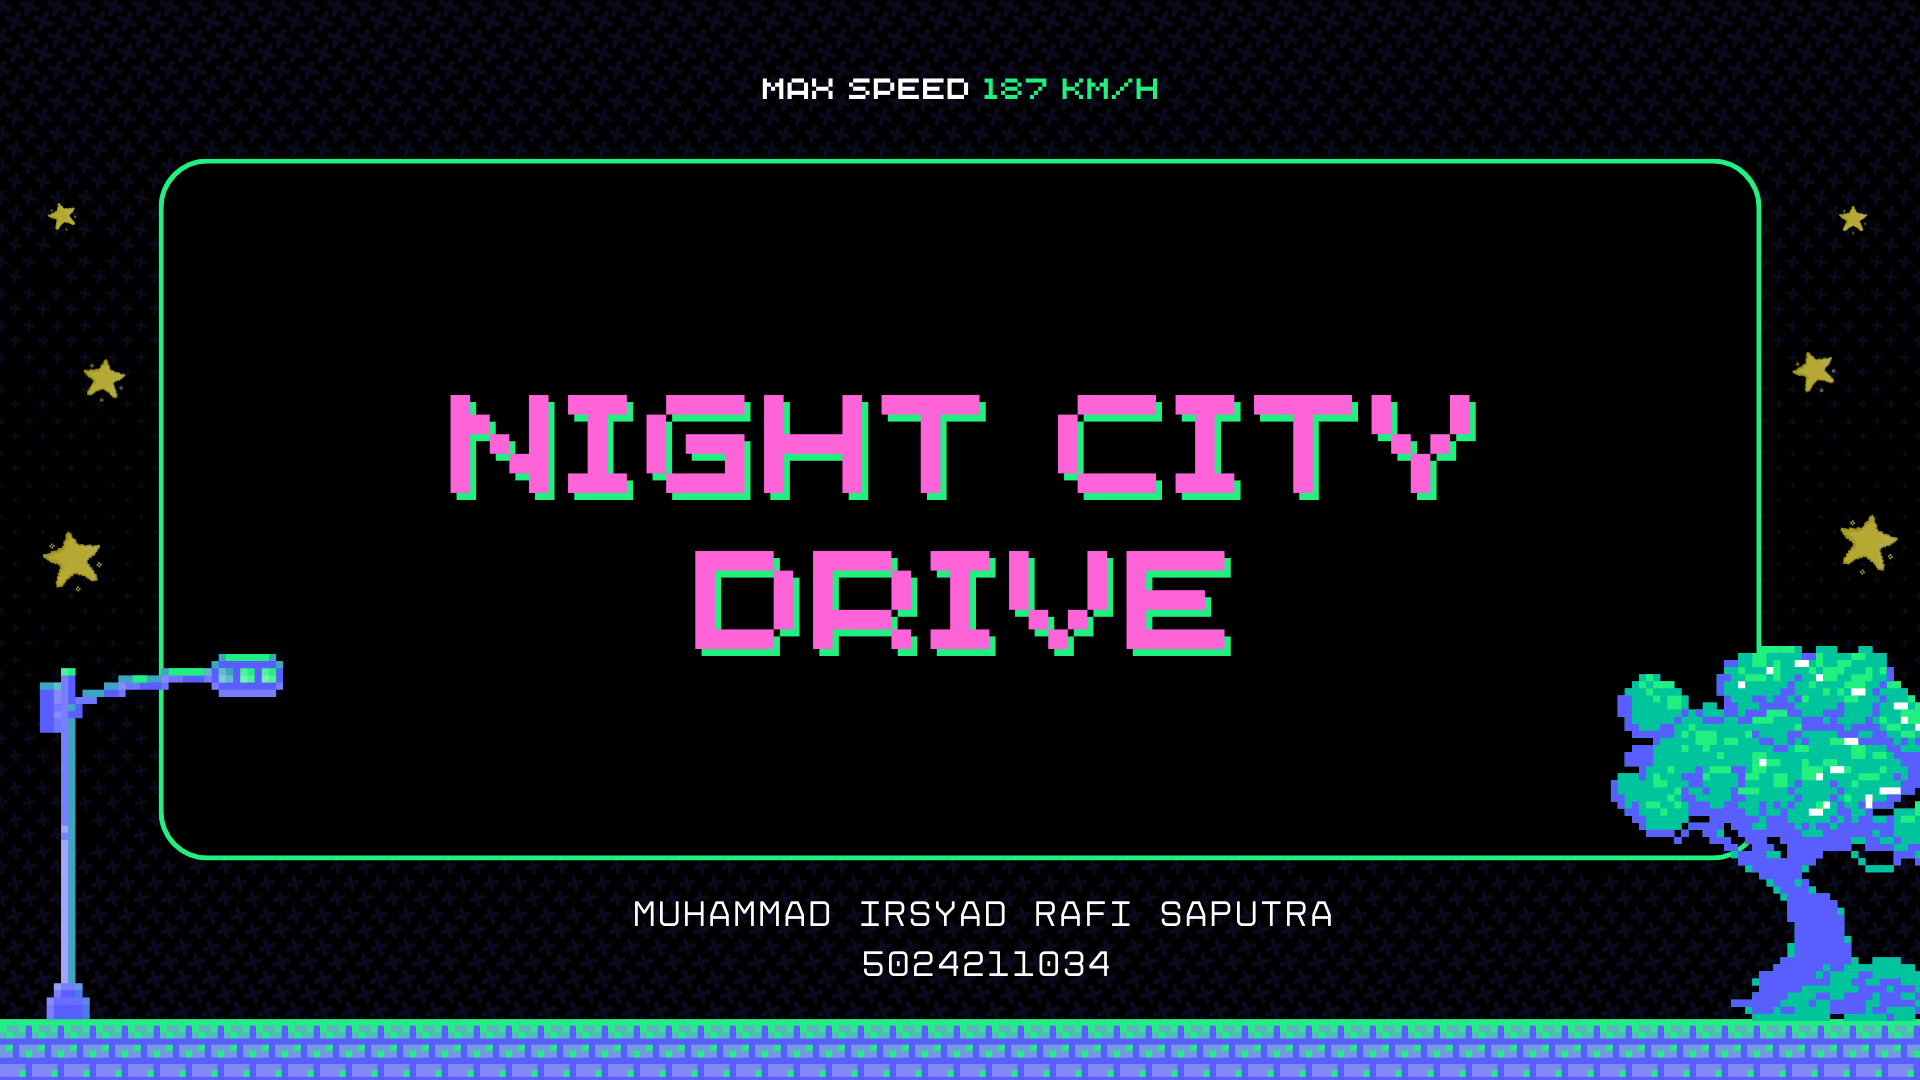 MAX SPEED 187 KM/H
NIGHT CITY
DRIVE
MUHAMMAD IRSYAD RAFI SAPUTRA
5024211034